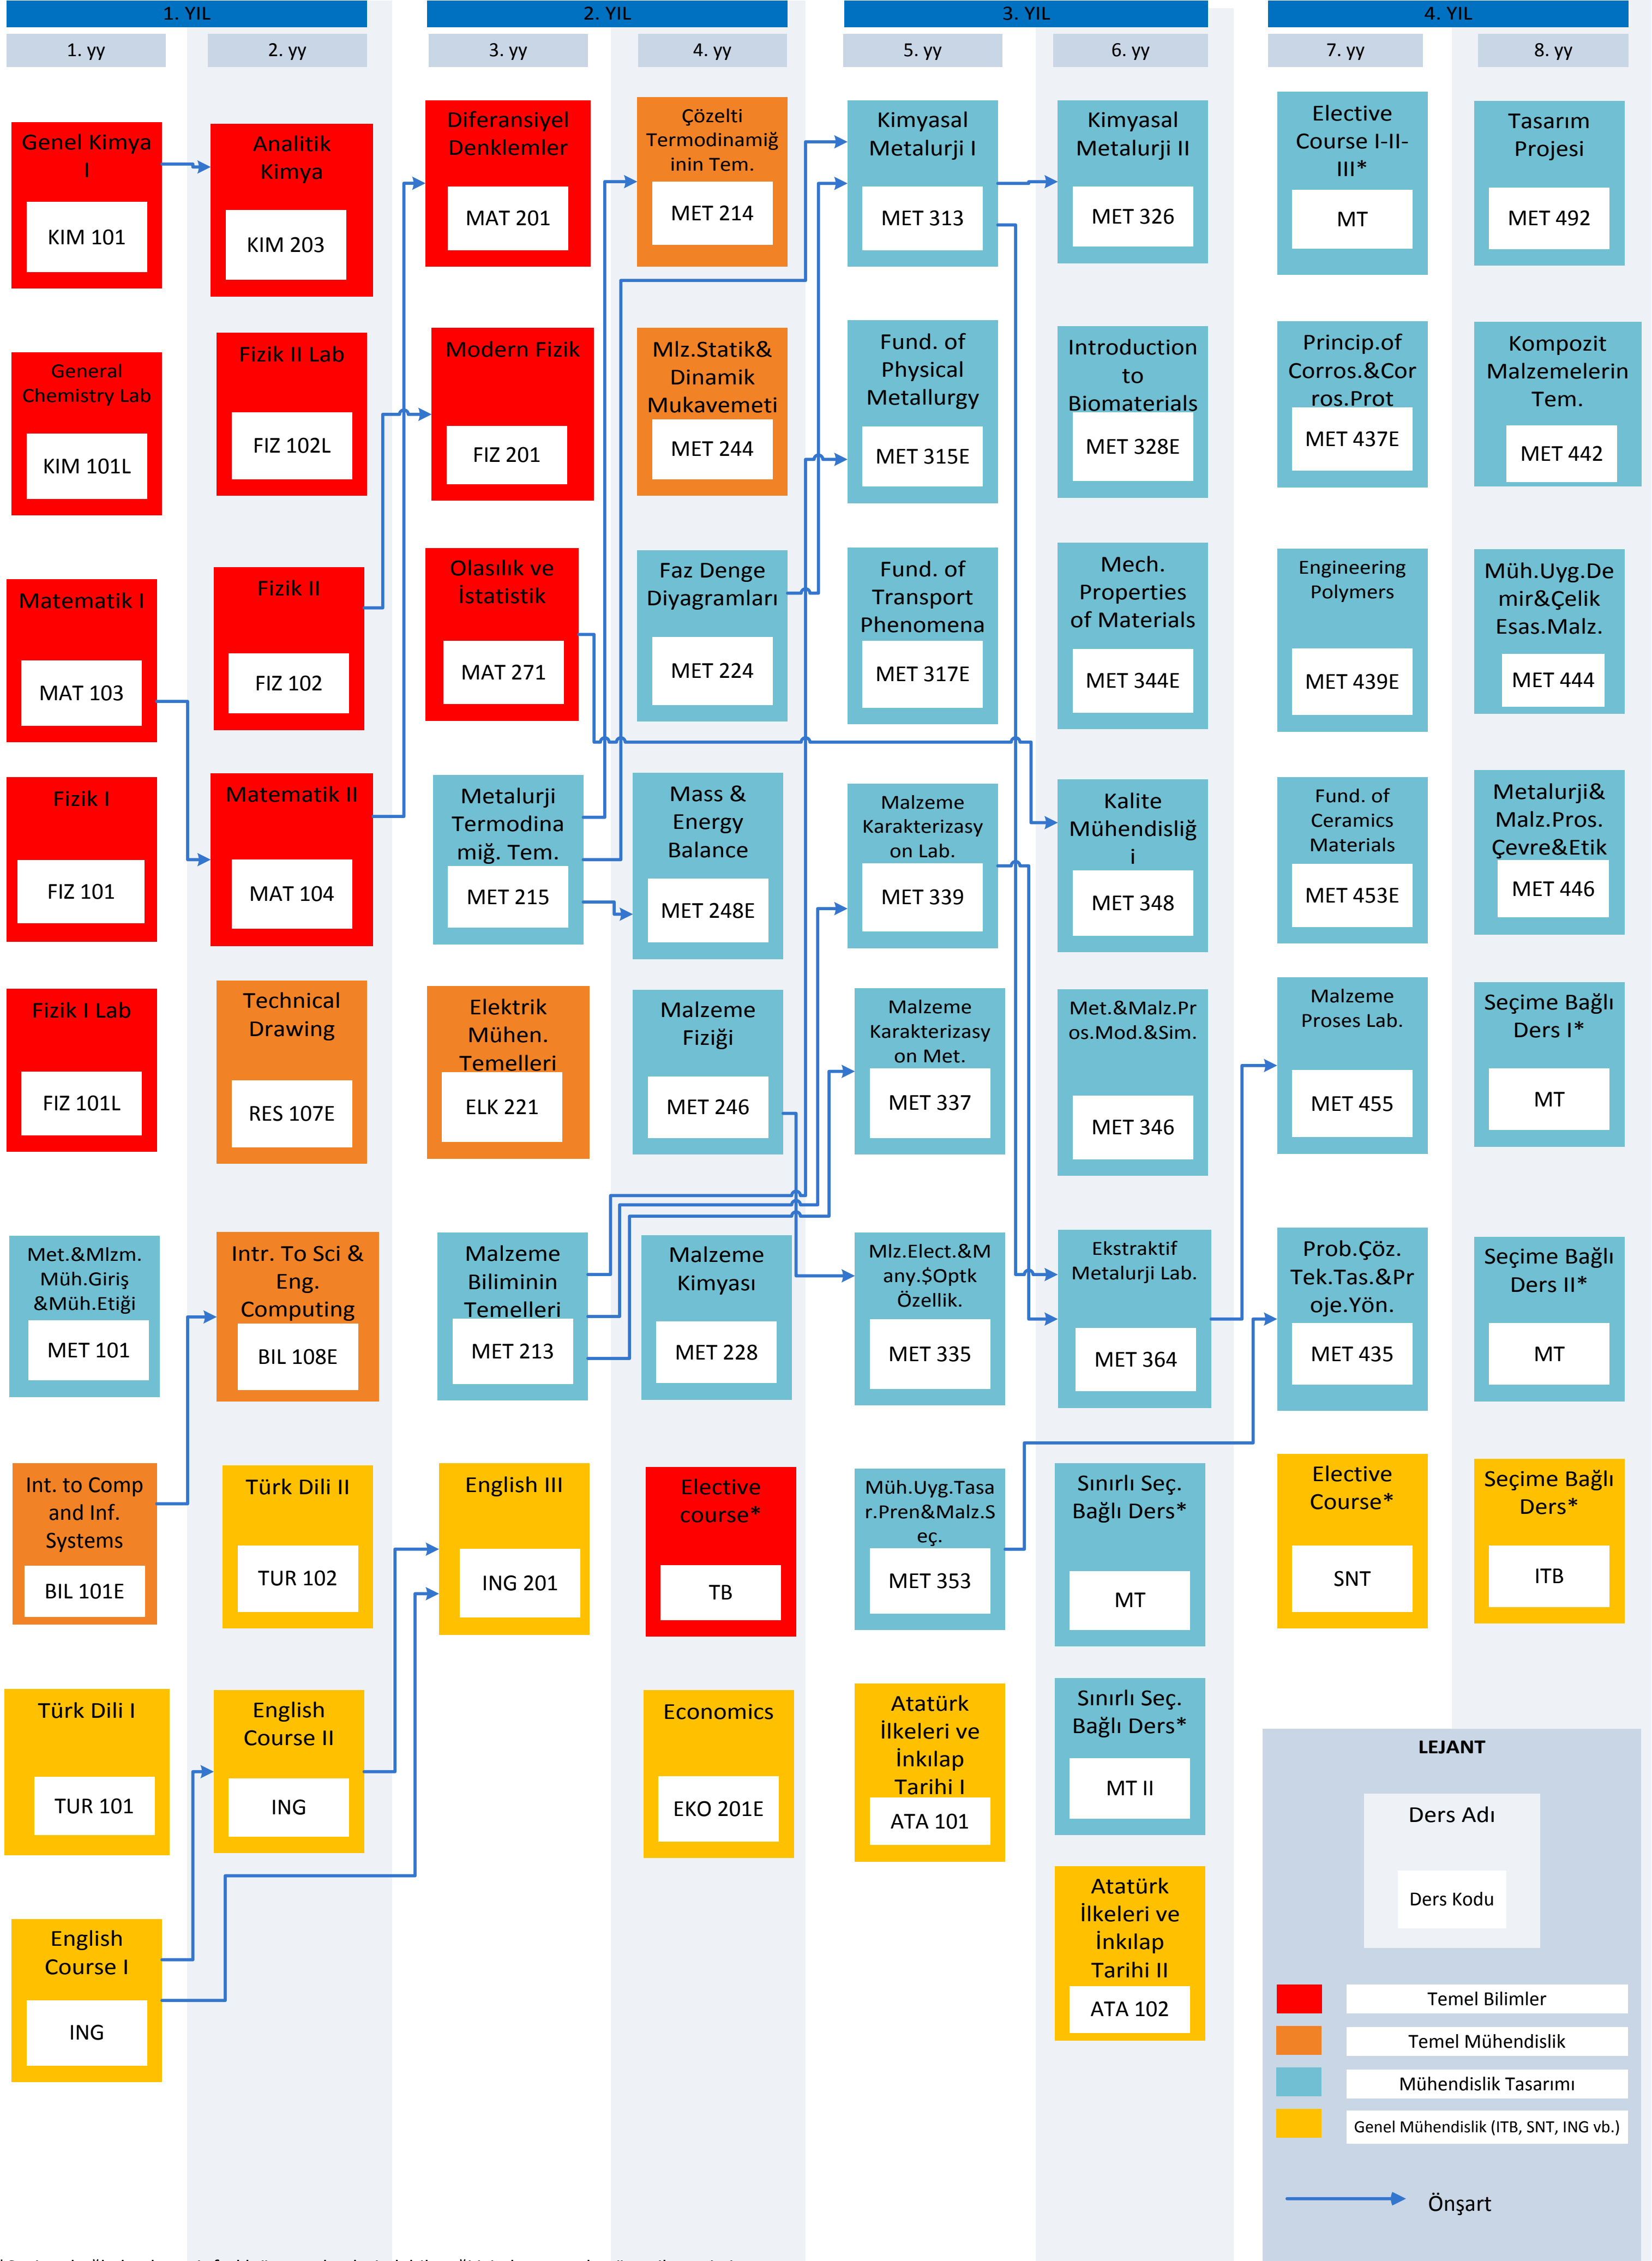 1. YIL
2. YIL
3. YIL
4. YIL
1. yy
2. yy
3. yy
4. yy
5. yy
6. yy
7. yy
8. yy
Genel Kimya
I
KIM 101
General
Chemistry Lab
KIM 101L
Matematik I
MAT 103
Fizik I
FIZ 101
Fizik I Lab
FIZ 101L
Met.&Mlzm.
Müh.Giriş
&Müh.Etiği
MET 101
Int. to Comp
and Inf.
Systems
BIL 101E
Türk Dili I
TUR 101
English
Course I
ING
Analitik
Kimya
KIM 203
Fizik II Lab
FIZ 102L
Fizik II
FIZ 102
Matematik II
MAT 104
Technical
Drawing
RES 107E
Intr. To Sci &
Eng.
Computing
BIL 108E
Türk Dili II
TUR 102
English
Course II
ING
Diferansiyel
Denklemler
MAT 201
Modern Fizik
FIZ 201
Olasılık ve
İstatistik
MAT 271
Metalurji
Termodina
miğ. Tem.
MET 215
Elektrik
Mühen.
Temelleri
ELK 221
Malzeme
Biliminin
Temelleri
MET 213
English III
ING 201
Çözelti
Termodinamiğ
inin Tem.
MET 214
Mlz.Statik&
Dinamik
Mukavemeti
MET 244
Faz Denge
Diyagramları
MET 224
Mass &
Energy
Balance
MET 248E
Malzeme
Fiziği
MET 246
Malzeme
Kimyası
MET 228
Elective
course*
TB
Economics
EKO 201E
Kimyasal
Metalurji I
MET 313
Fund. of
Physical
Metallurgy
MET 315E
Fund. of
Transport
Phenomena
MET 317E
Malzeme
Karakterizasy
on Lab.
MET 339
Malzeme
Karakterizasy
on Met.
MET 337
Mlz.Elect.&M
any.$Optk
Özellik.
MET 335
Müh.Uyg.Tasa
r.Pren&Malz.S
eç.
MET 353
Atatürk
İlkeleri ve
İnkılap
Tarihi I
ATA 101
Kimyasal
Metalurji II
MET 326
Introduction
to
Biomaterials
MET 328E
Mech.
Properties
of Materials
MET 344E
Kalite
Mühendisliğ
i
MET 348
Met.&Malz.Pr
os.Mod.&Sim.
MET 346
Ekstraktif
Metalurji Lab.
MET 364
Sınırlı Seç.
Bağlı Ders*
MT
Sınırlı Seç.
Bağlı Ders*
MT II
Atatürk
İlkeleri ve
İnkılap
Tarihi II
ATA 102
Elective
Course I-II-
III*
MT
Princip.of
Corros.&Cor
ros.Prot
MET 437E
Engineering
Polymers
MET 439E
Fund. of
Ceramics
Materials
MET 453E
Malzeme
Proses Lab.
MET 455
Prob.Çöz.
Tek.Tas.&Pr
oje.Yön.
MET 435
Elective
Course*
SNT
Tasarım
Projesi
MET 492
Kompozit
Malzemelerin
Tem.
MET 442
Müh.Uyg.De
mir&Çelik
Esas.Malz.
MET 444
Metalurji&
Malz.Pros.
Çevre&Etik
MET 446
Seçime Bağlı
Ders I*
MT
Seçime Bağlı
Ders II*
MT
Seçime Bağlı
Ders*
ITB
LEJANT
Ders Adı
Ders Kodu
Temel Bilimler
Temel Mühendislik
Mühendislik Tasarımı
Genel Mühendislik (ITB, SNT, ING vb.)
Önşart